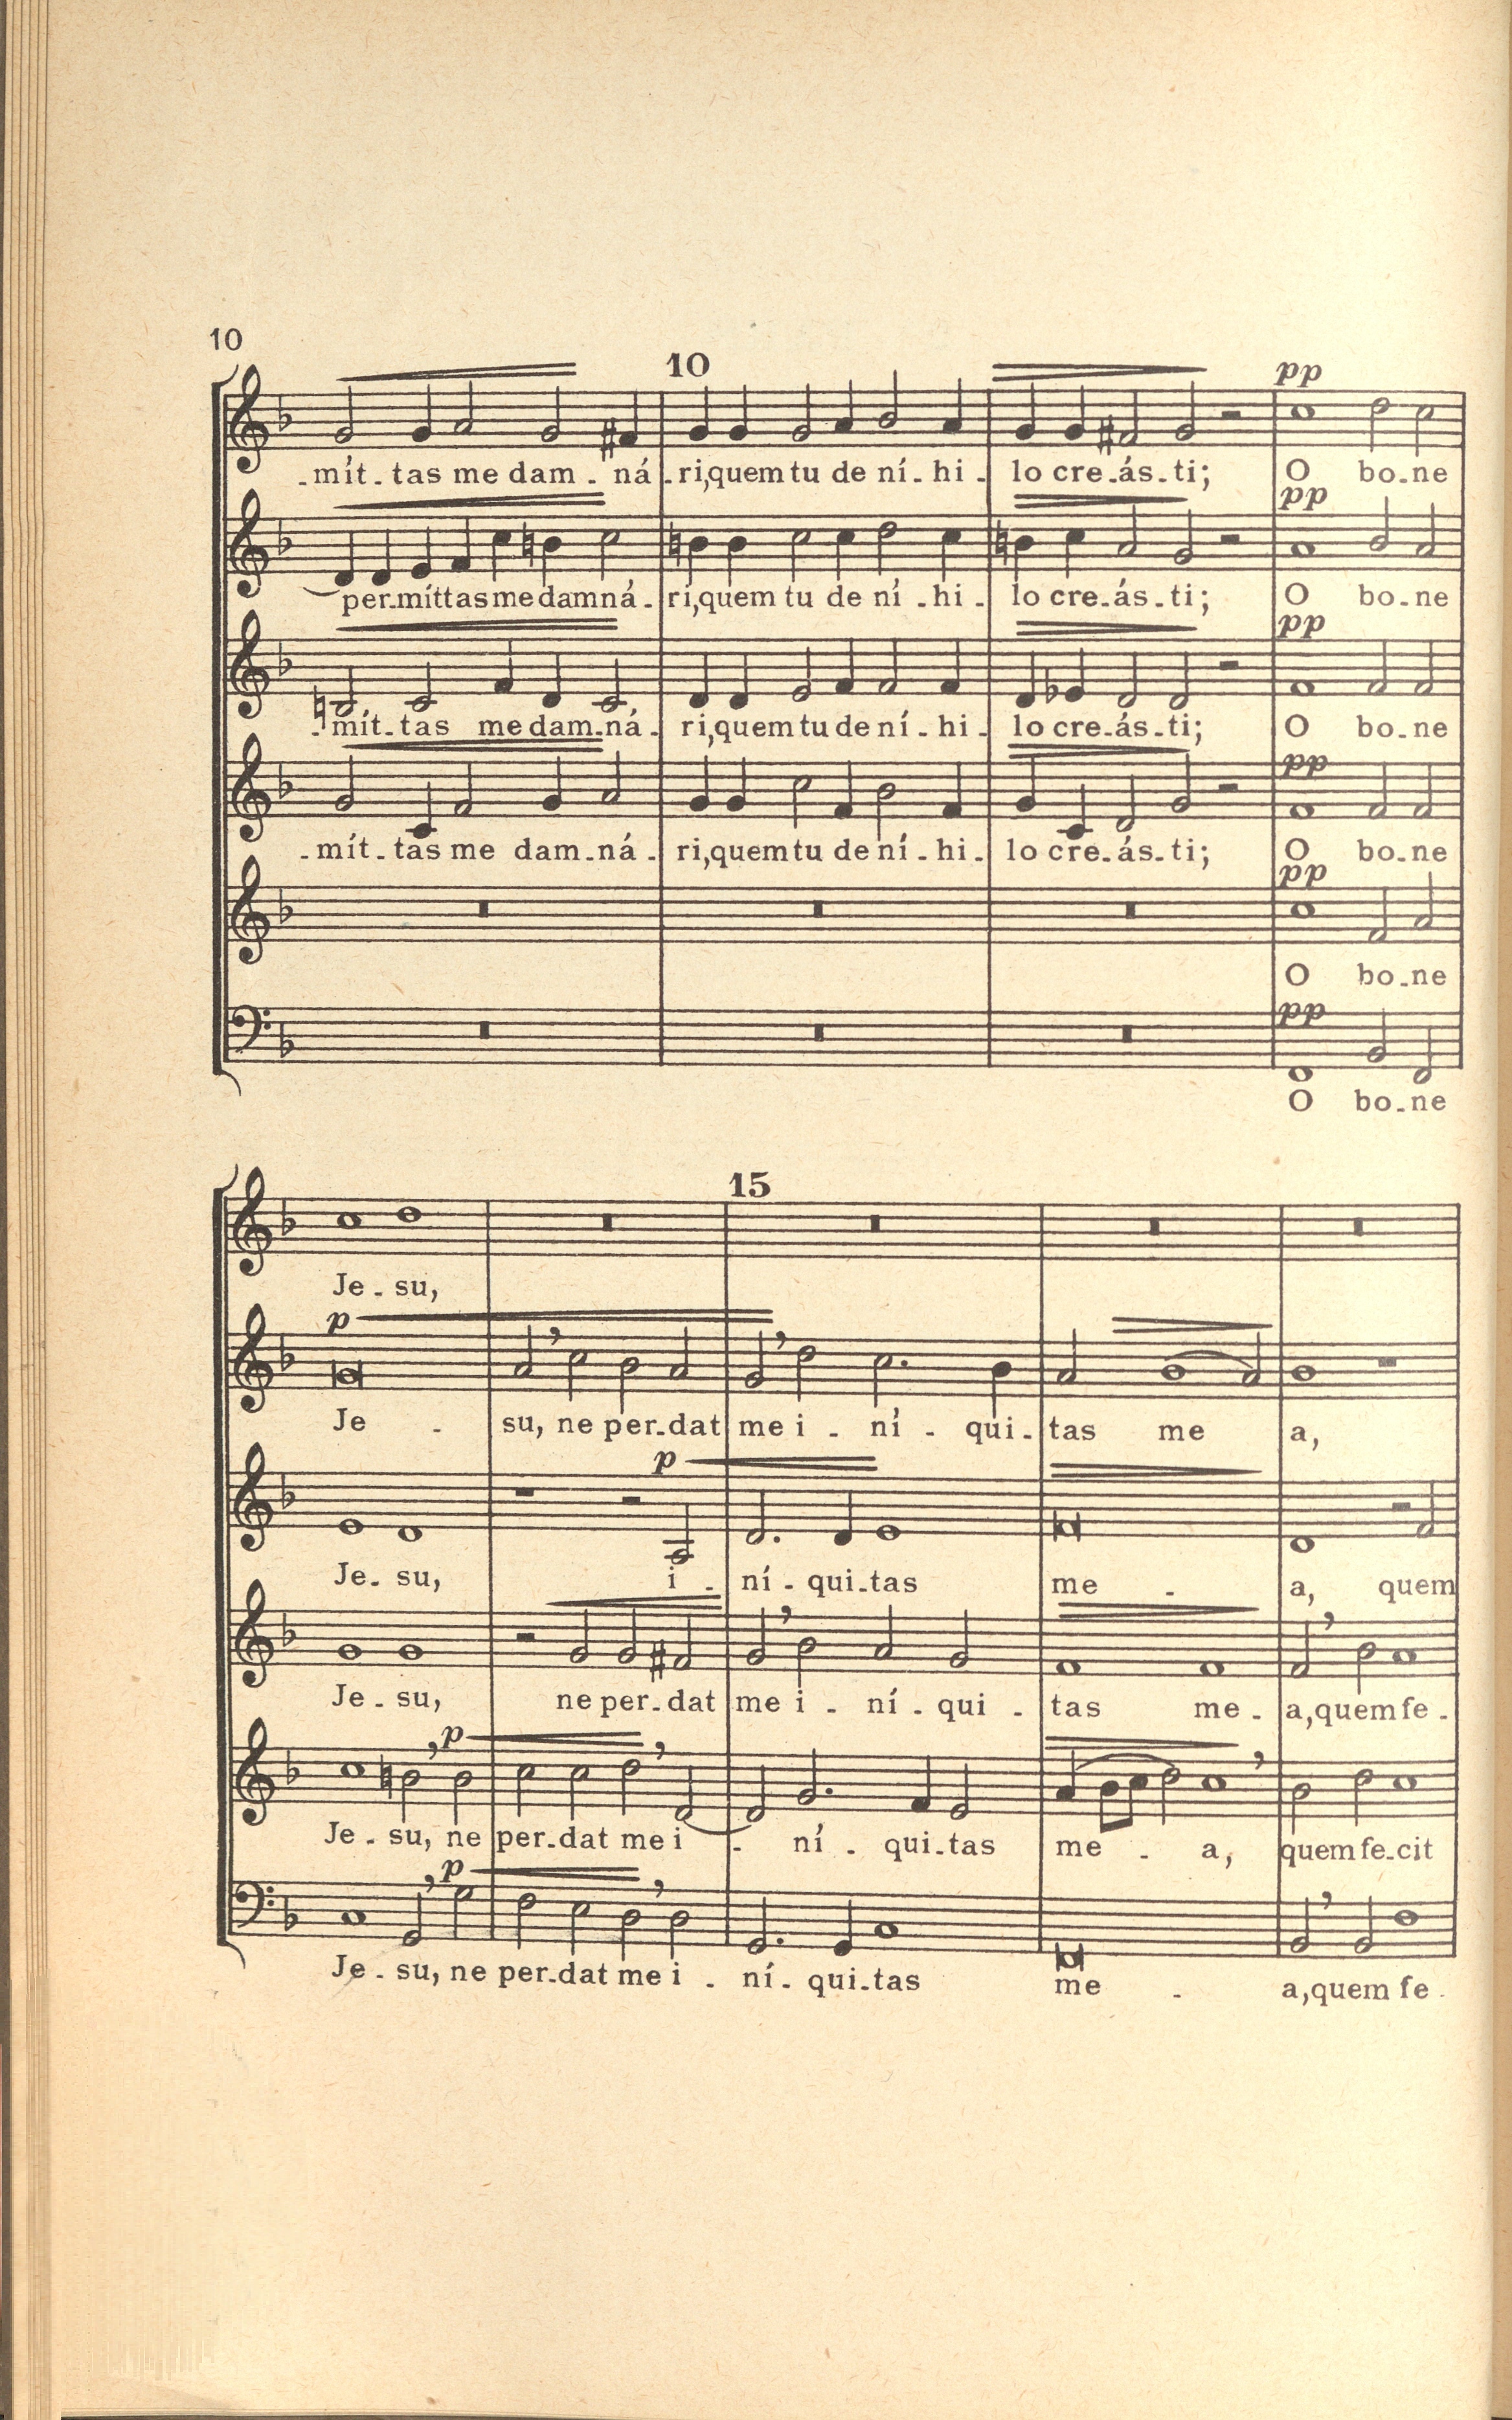 10
10
pp
- mít - tas me dam - ná - ri, quem tu de ní - hi - lo cre - ás - ti; O bo - ne
pp
per - míttas me damná - ri, quem tu de ní - hi - lo cre - ás - ti; O bo - ne
pp
- mít - tas me dam - ná - ri, quem tu de ní - hi - lo cre - ás - ti; O bo - ne
pp
- mít - tas me dam - ná - ri, quem tu de ní - hi - lo cre - ás - ti; O bo - ne
pp
O bo - ne
pp
O bo - ne
15
Je - su,
p
Je - su, ne per - dat me i - ní - qui - tas me a,
p
Je - su, i - ní - qui - tas me - a, quem
Je - su, ne per - dat me i - ní - qui - tas me - a, quem fe -
p
Je - su, ne per - dat me i - ní - qui - tas me - a, quem fe - cit
p
Je - su, ne per - dat me i - ní - qui - tas me - a, quem fe -